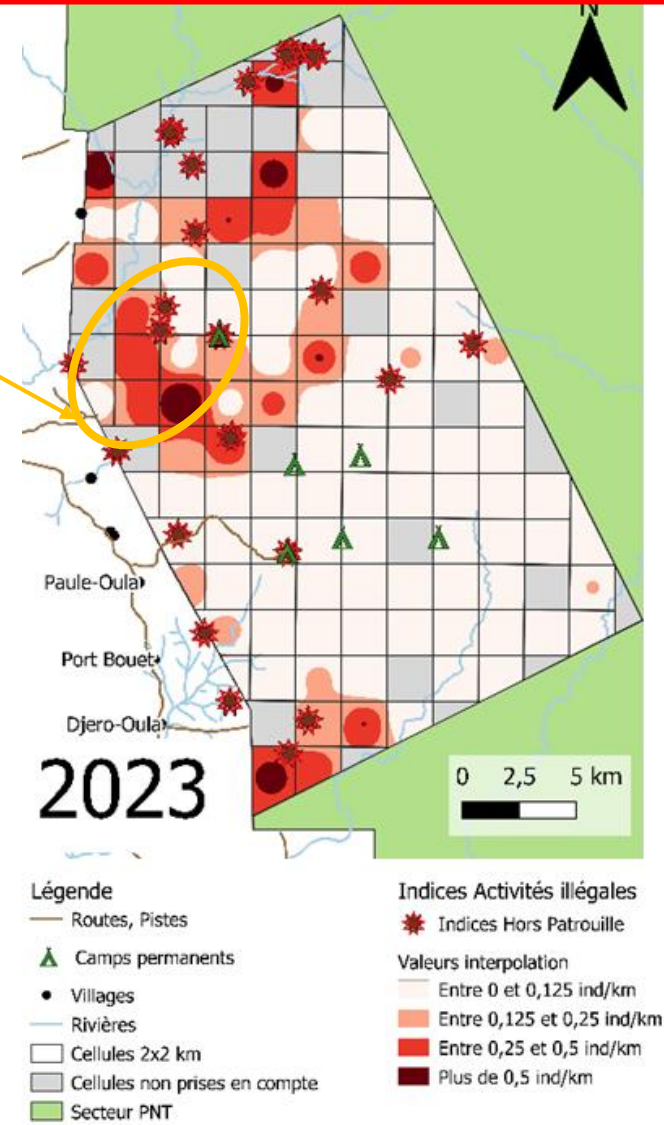 N
Paule-Oula
Port Bouet
Djero-Oula
2023
0 2,5 5 km
Légende
Routes, Pistes
Camps permanents
Villages
Rivières
Cellules 2x2 km
Cellules non prises en compte
Secteur PNT
Indices Activités illégales
Indices Hors Patrouille
Valeurs interpolation
Entre 0 et 0,125 ind/km
Entre 0,125 et 0,25 ind/km
Entre 0,25 et 0,5 ind/km
Plus de 0,5 ind/km